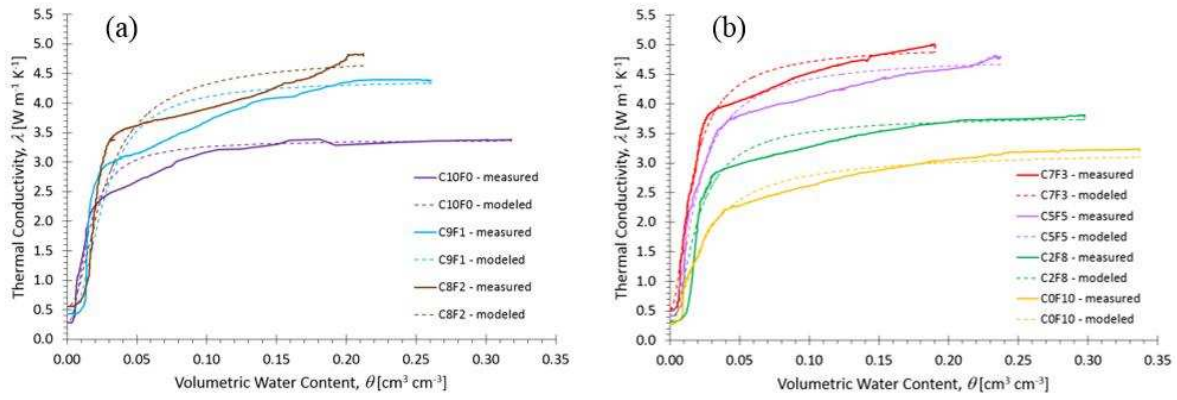 (a)
Thermal Conductivity, λ [W m⁻¹ K⁻¹]
5.5
5.0
4.5
4.0
3.5
3.0
2.5
2.0
1.5
1.0
0.5
0.0
C10F0 - measured
C10F0 - modeled
C9F1 - measured
C9F1 - modeled
C8F2 - measured
C8F2 - modeled
0.00 0.05 0.10 0.15 0.20 0.25 0.30 0.35
Volumetric Water Content, θ [cm³ cm⁻³]
(b)
Thermal Conductivity, λ [W m⁻¹ K⁻¹]
5.5
5.0
4.5
4.0
3.5
3.0
2.5
2.0
1.5
1.0
0.5
0.0
C7F3 - measured
C7F3 - modeled
C5F5 - measured
C5F5 - modeled
C2F8 - measured
C2F8 - modeled
C0F10 - measured
C0F10 - modeled
0.00 0.05 0.10 0.15 0.20 0.25 0.30 0.35
Volumetric Water Content, θ [cm³ cm⁻³]